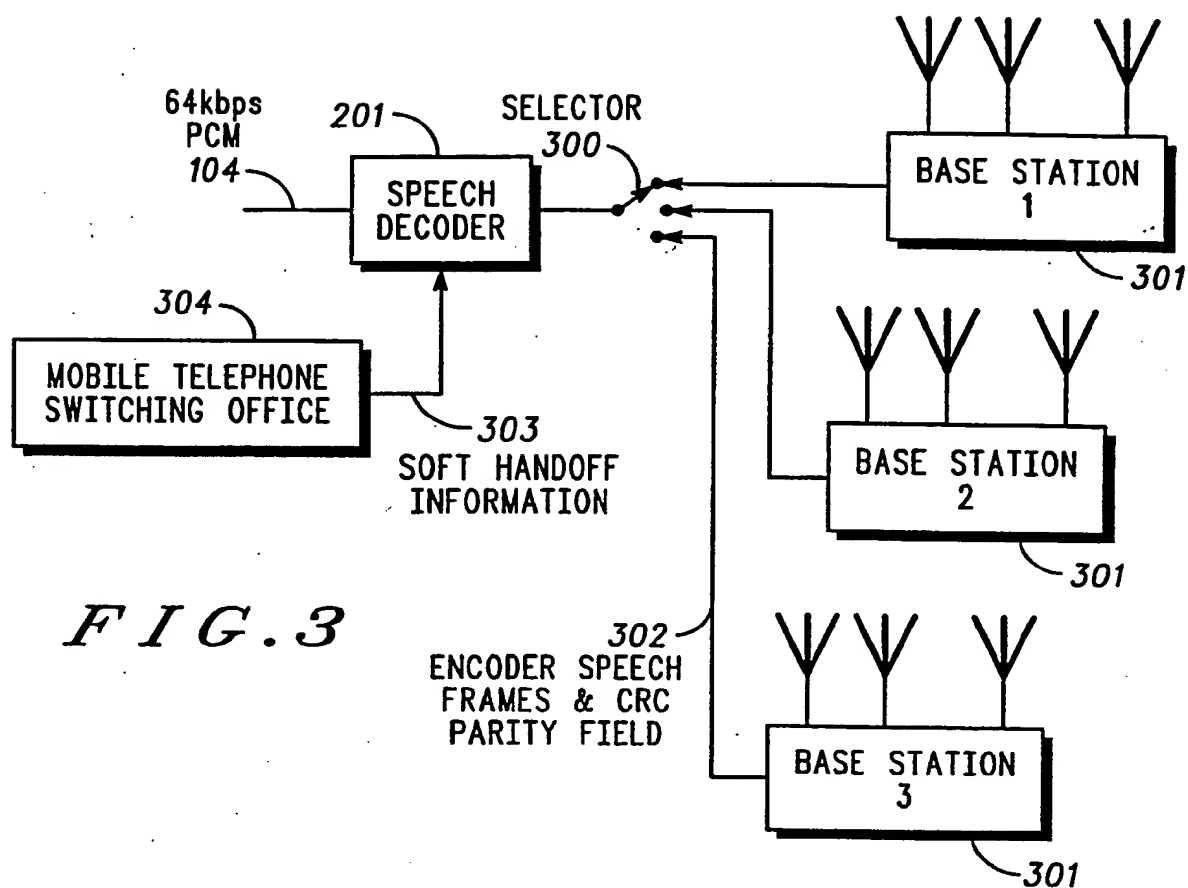 64kbps
PCM
104
201
SPEECH
DECODER
SELECTOR
300
BASE STATION
1
301
304
MOBILE TELEPHONE
SWITCHING OFFICE
303
SOFT HANDOFF
INFORMATION
BASE STATION
2
301
302
ENCODER SPEECH
FRAMES & CRC
PARITY FIELD
BASE STATION
3
301
FIG.3